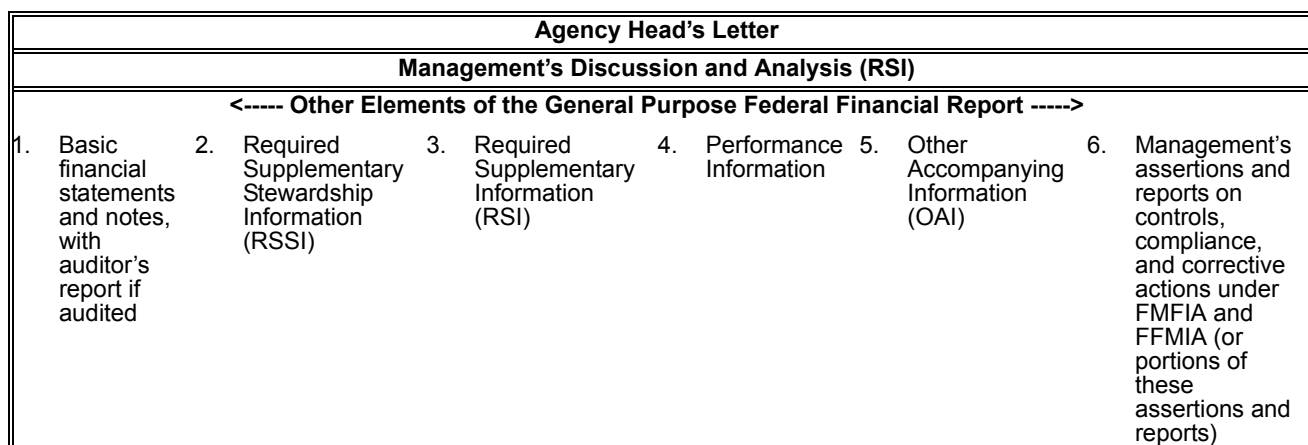 Agency Head’s Letter
Management’s Discussion and Analysis (RSI)
<----- Other Elements of the General Purpose Federal Financial Report ----->
1. Basic
financial
statements
and notes,
with
auditor’s
report if
audited
2. Required
Supplementary
Stewardship
Information
(RSSI)
3. Required
Supplementary
Information
(RSI)
4. Performance
Information
5. Other
Accompanying
Information
(OAI)
6. Management’s
assertions and
reports on
controls,
compliance,
and corrective
actions under
FMFIA and
FFMIA (or
portions of
these
assertions and
reports)